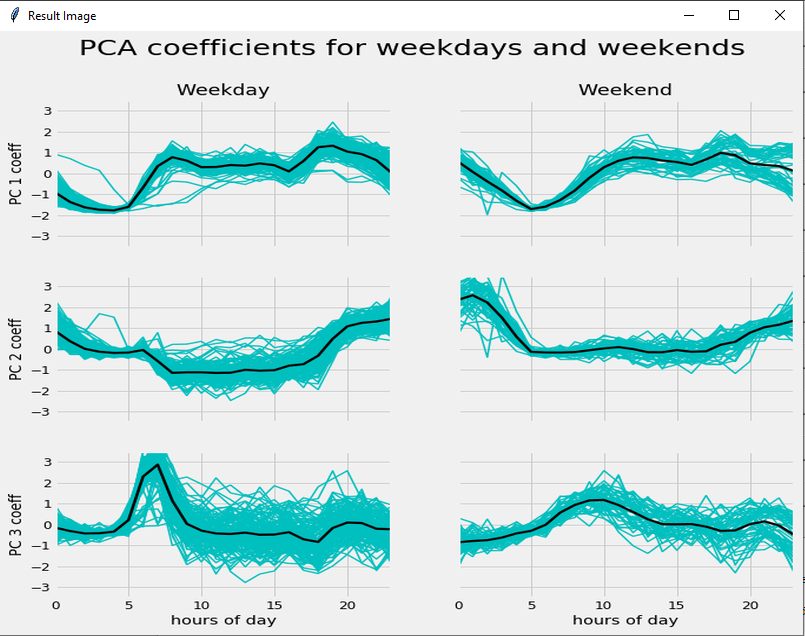 Result Image
PCA coefficients for weekdays and weekends
Weekday
Weekend
PC 1 coeff
3
2
1
0
−1
−2
−3
PC 2 coeff
3
2
1
0
−1
−2
−3
PC 3 coeff
3
2
1
0
−1
−2
−3
0 5 10 15 20
0 5 10 15 20
hours of day
hours of day